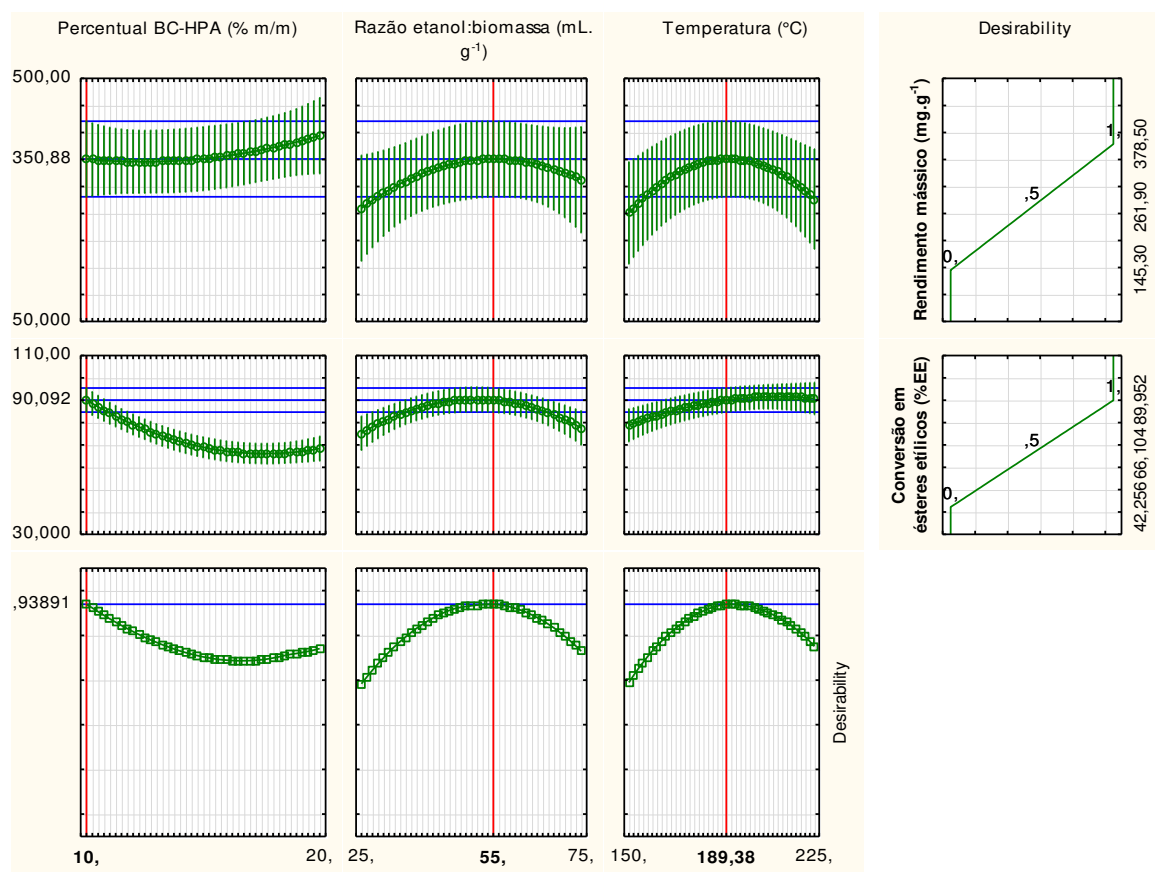 Percentual BC-HPA (% m/m)
Razão etanol:biomassa (mL.
g-1)
Temperatura (°C)
Desirability
500,00
350,88
50,000
1,
,5
0,
Rendimento mássico (mg.g-1)
145,30 261,90 378,50
110,00
90,092
30,000
1,
,5
0,
Conversão em
ésteres etílicos (%EE)
42,256 66,104 89,952
,93891
Desirability
10, 20, 25, 55, 75, 150, 189,38 225,